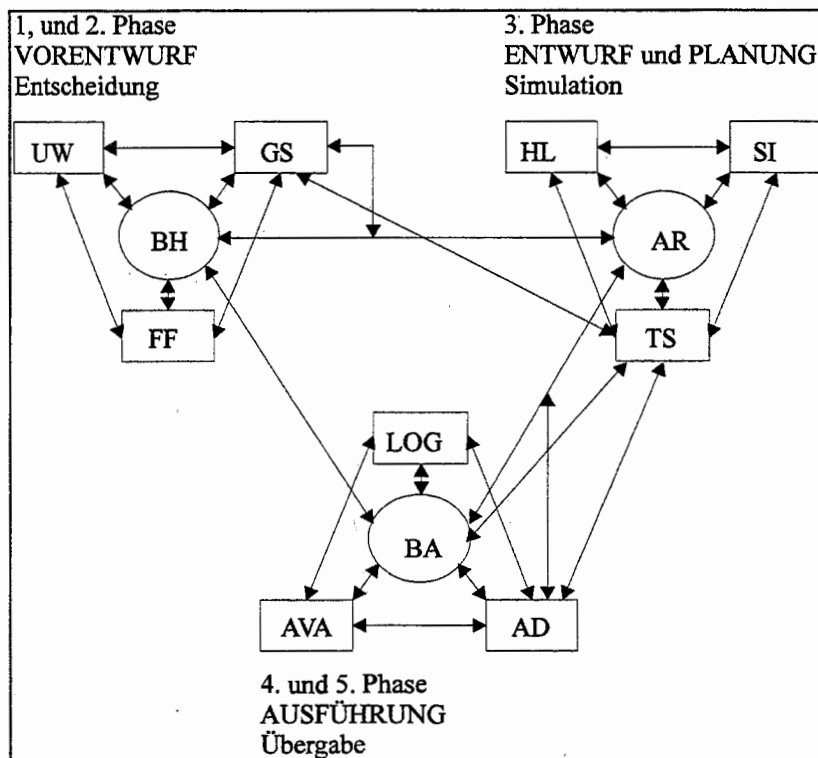 1, und 2. Phase
VORENTWURF
Entscheidung
3. Phase
ENTWURF und PLANUNG
Simulation
UW
GS
HL
SI
BH
AR
FF
TS
LOG
BA
AVA
AD
4. und 5. Phase
AUSFÜHRUNG
Übergabe